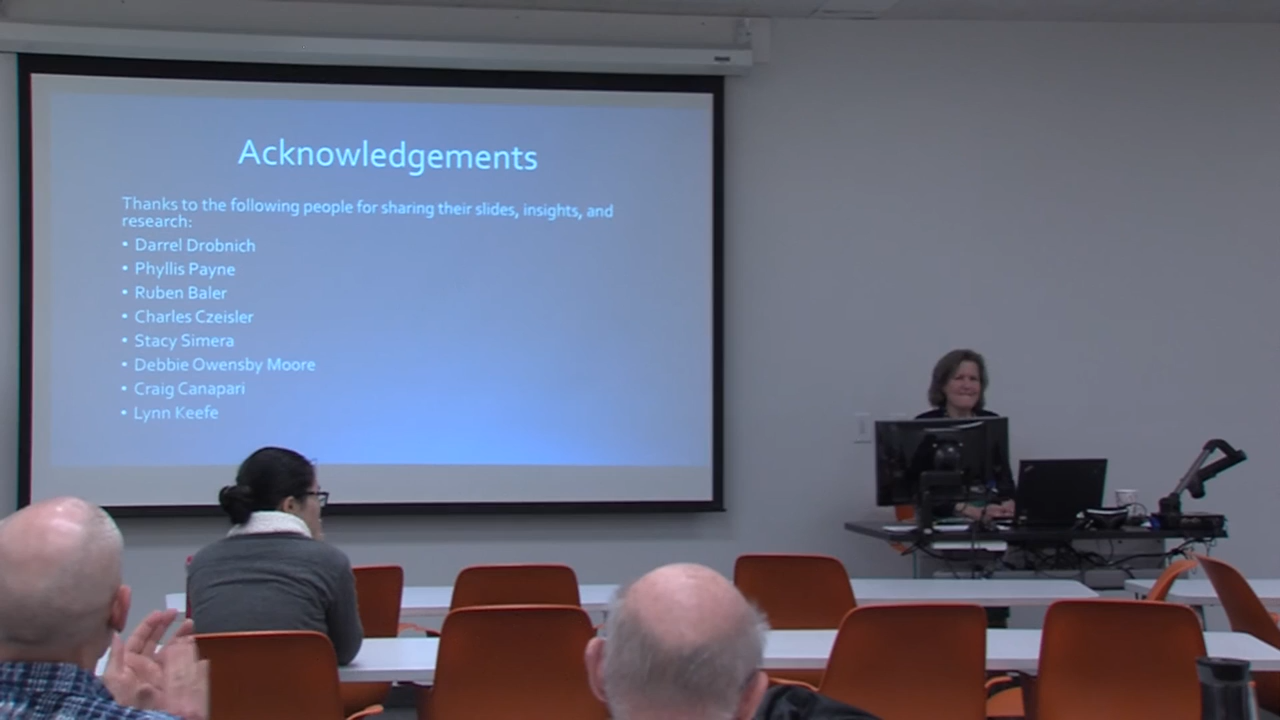 Acknowledgements
Thanks to the following people for sharing their slides, insights, and
research:
• Darrel Drobnich
• Phyllis Payne
• Ruben Baler
• Charles Czeisler
• Stacy Simera
• Debbie Owensby Moore
• Craig Canapari
• Lynn Keefe